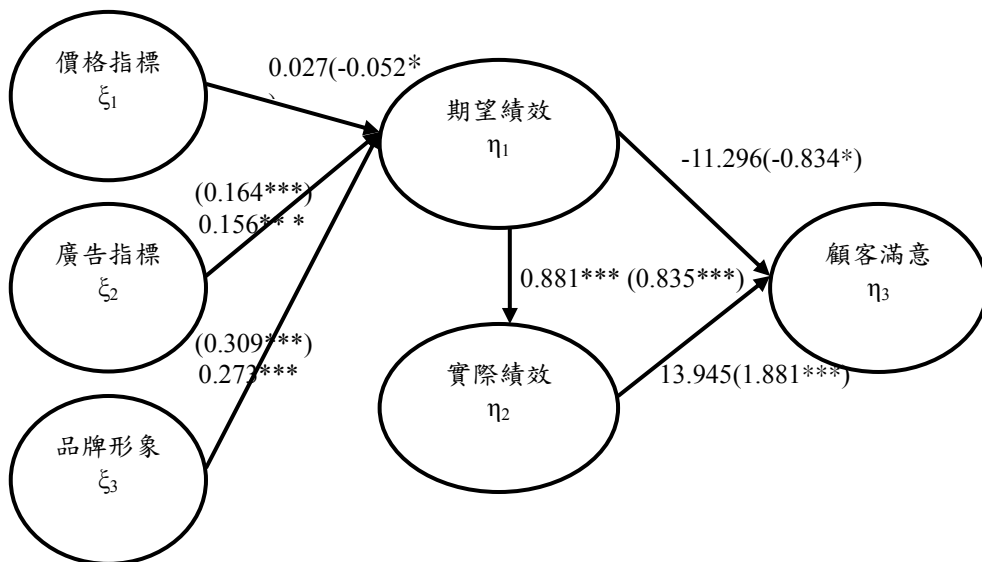 價格指標
ξ1
0.027(-0.052*
、
期望績效
η1
-11.296(-0.834*)
(0.164***)
0.156** *
廣告指標
ξ2
0.881*** (0.835***)
顧客滿意
η3
(0.309***)
0.273***
實際績效
η2
13.945(1.881***)
品牌形象
ξ3